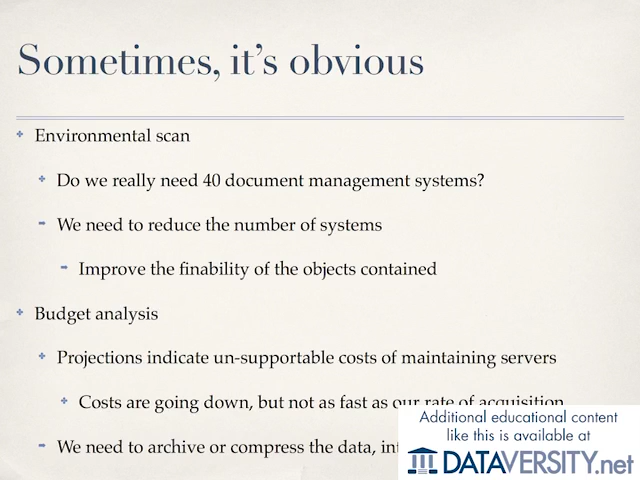 Sometimes, it's obvious
Environmental scan
Do we really need 40 document management systems?
We need to reduce the number of systems
Improve the finability of the objects contained
Budget analysis
Projections indicate un-supportable costs of maintaining servers
Costs are going down, but not as fast as our rate of acquisition
We need to archive or compress the data,
Additional educational content
like this is available at
DATAVERSITY.net